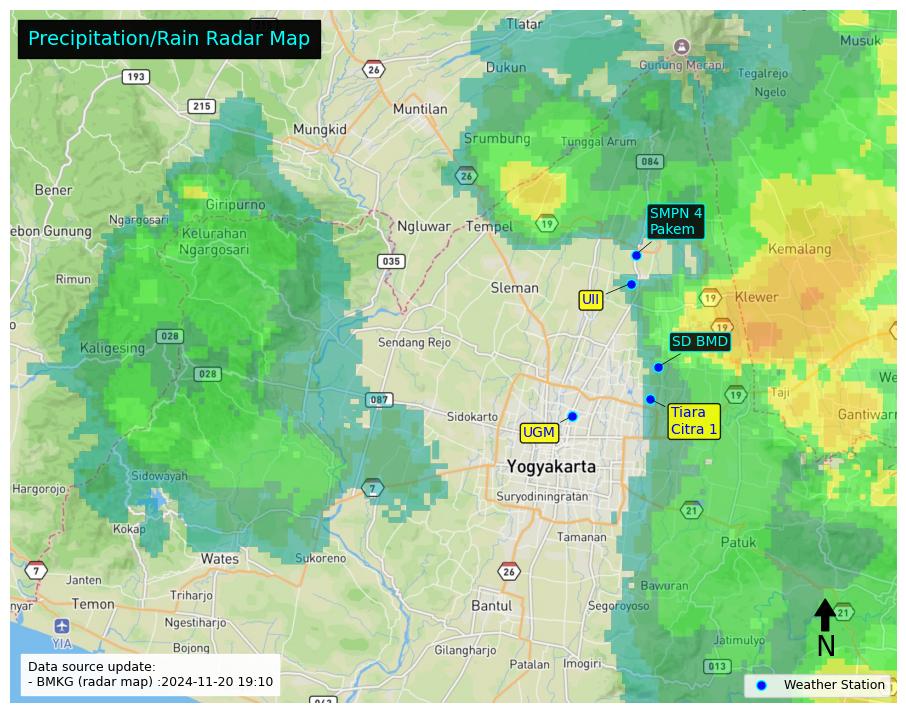 Precipitation/Rain Radar Map
Tlatar
Musuk
26
193
Dukun
Gunung Merapi
Tegalrejo
Ngelo
215
Muntilan
Mungkid
Srumbung
Tunggal Arum
084
26
Bener
Giripurno
SMPN 4
Pakem
Ngargosari
Ngluwar
Tempel
19
ebon Gunung
Kelurahan
Ngargosari
Kemalang
035
Rimun
Sleman
UII
19
Klewer
19
028
Kaligesing
Sendang Rejo
SD BMD
028
087
19
Taji
We
Sidokarto
Tiara
Citra 1
Gantiwarn
UGM
Yogyakarta
Sidowayah
Hargorojo
7
Suryodiningratan
21
Kokap
Tamanan
Patuk
Wates
Sukoreno
7
Janten
26
Bawuran
nyar
Temon
Triharjo
Bantul
Segoroyoso
21
Ngestiharjo
YIA
N
Bojong
Gilangharjo
Jatimulyo
Patalan
Imogiri
013
Data source update:
- BMKG (radar map) :2024-11-20 19:10
Weather Station